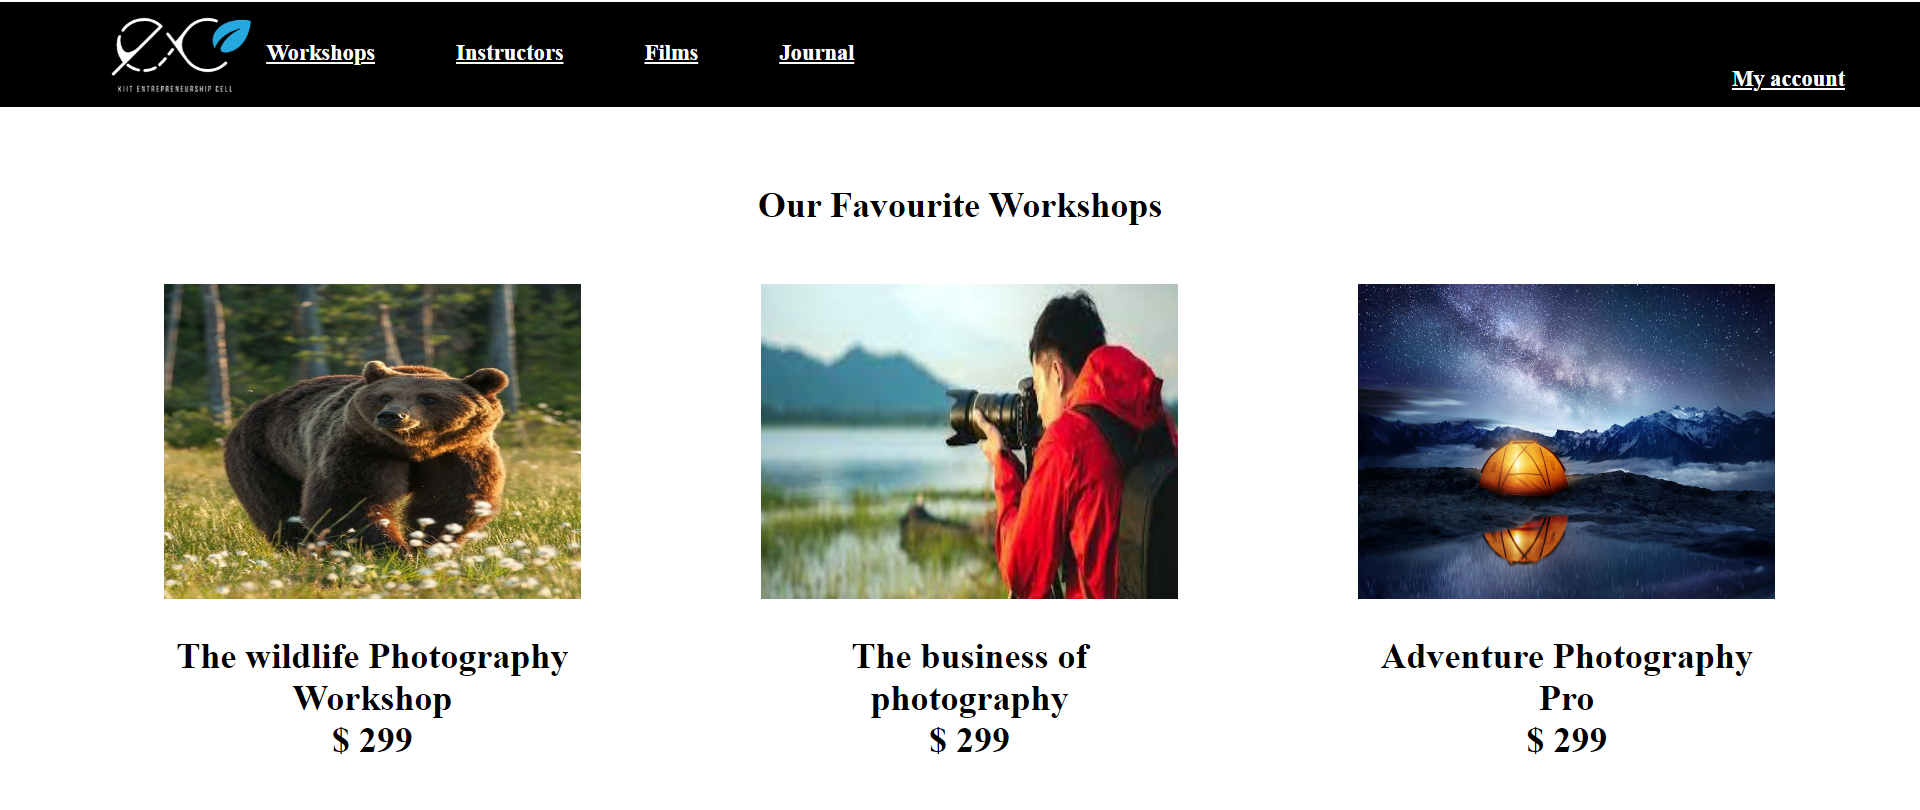 exc
KIIT ENTREPRENEURSHIP CELL
Workshops
Instructors
Films
Journal
My account
Our Favourite Workshops
The wildlife Photography
Workshop
$ 299
The business of
photography
$ 299
Adventure Photography
Pro
$ 299